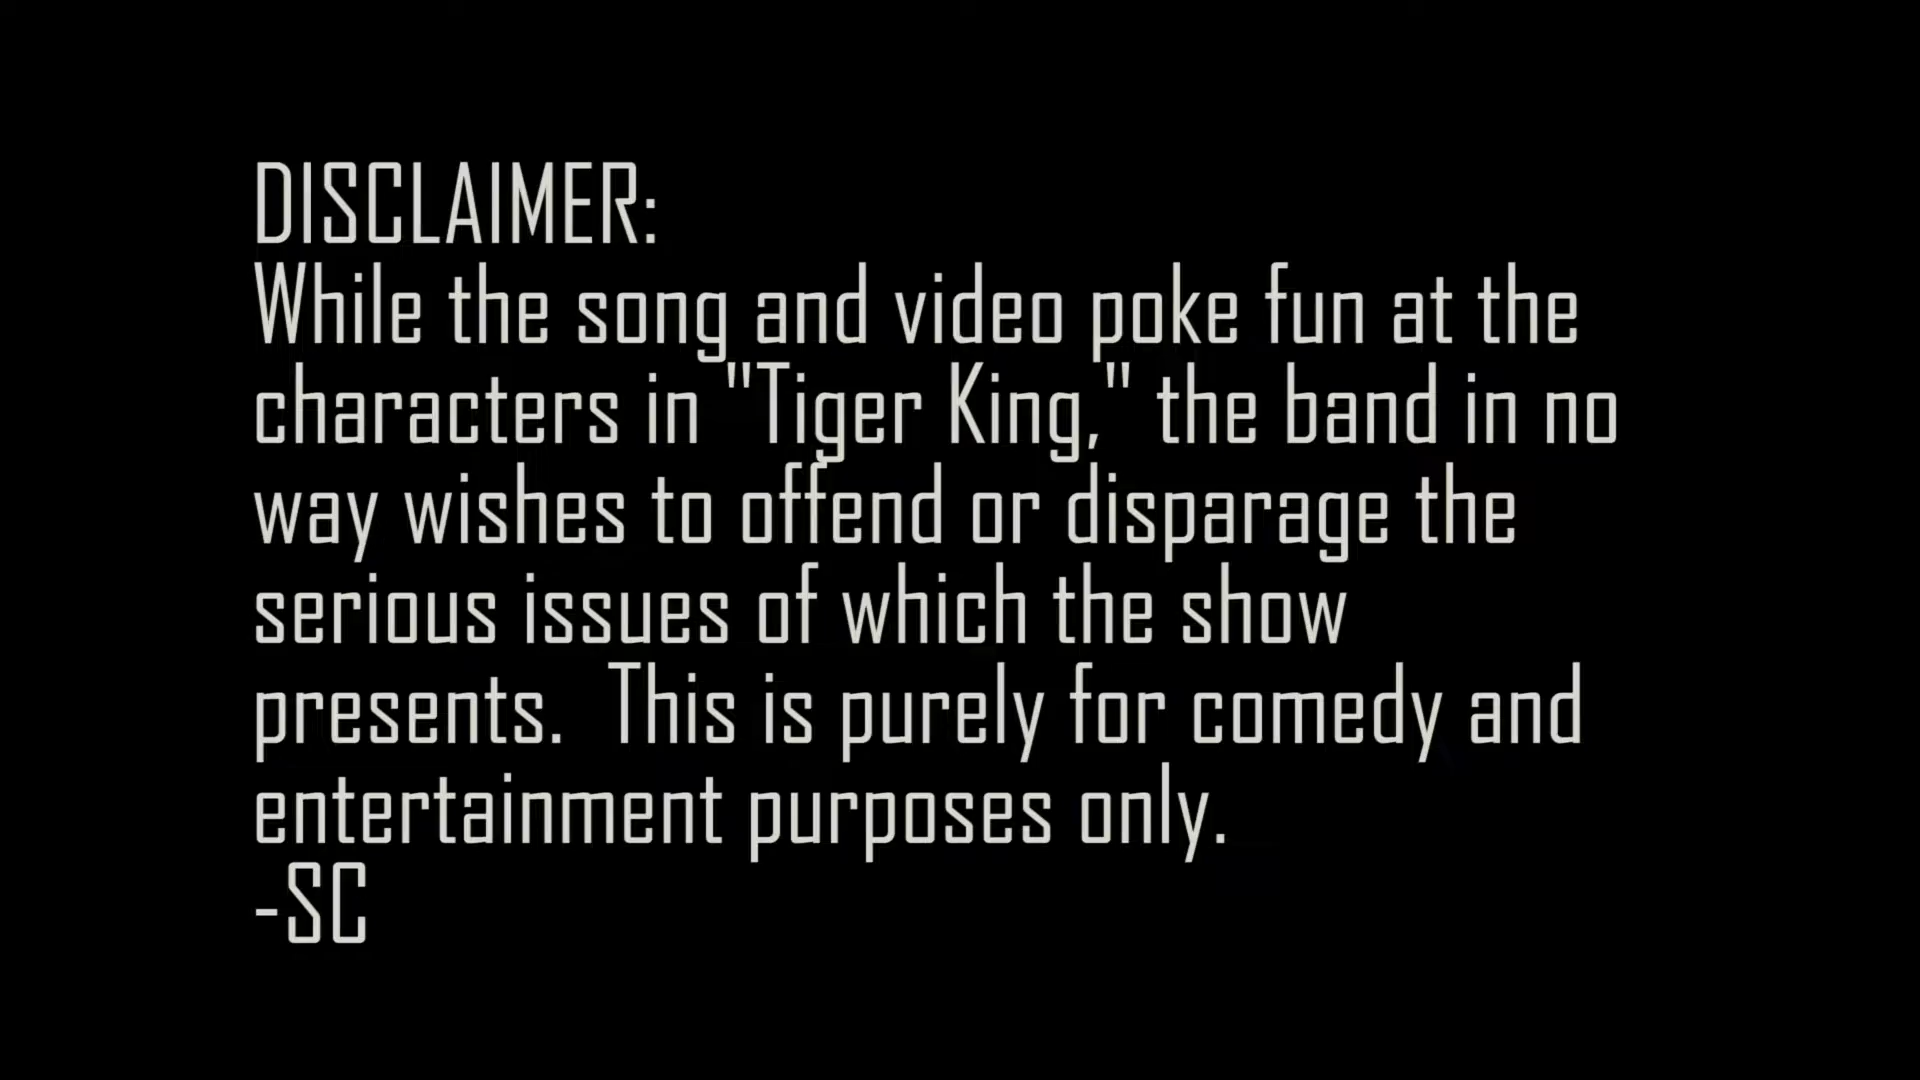 DISCLAIMER:
While the song and video poke fun at the
characters in "Tiger King," the band in no
way wishes to offend or disparage the
serious issues of which the show
presents.  This is purely for comedy and
entertainment purposes only.
-SC